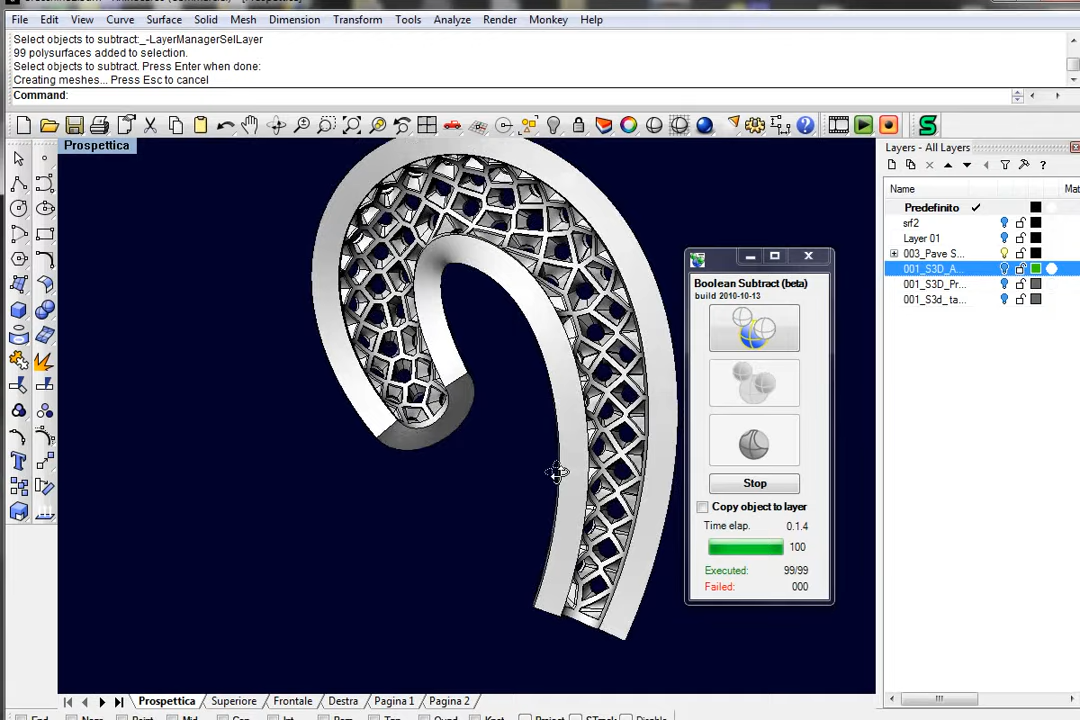 File Edit View Curve Surface Solid Mesh Dimension Transform Tools Analyze Render Monkey Help
Select objects to subtract:_-LayerManagerSelLayer
99 polysurfaces added to selection.
Select objects to subtract. Press Enter when done:
Creating meshes... Press Esc to cancel
Command:
Prospettica
Layers - All Layers
Name Mat
Predefinito
srf2
Layer 01
003_Pave S...
001_S3D_A...
001_S3D_Pr...
001_S3d_ta...
Boolean Subtract (beta)
build 2010-10-13
Stop
Copy object to layer
Time elap. 0.1.4
100
Executed: 99/99
Failed: 000
Prospettica Superiore Frontale Destra Pagina 1 Pagina 2